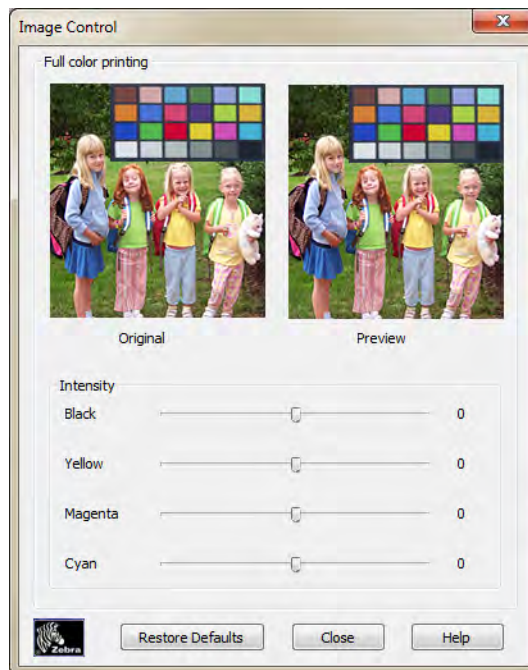 Image Control
Full color printing
Original
Preview
Intensity
Black
0
Yellow
0
Magenta
0
Cyan
0
Zebra
Restore Defaults
Close
Help